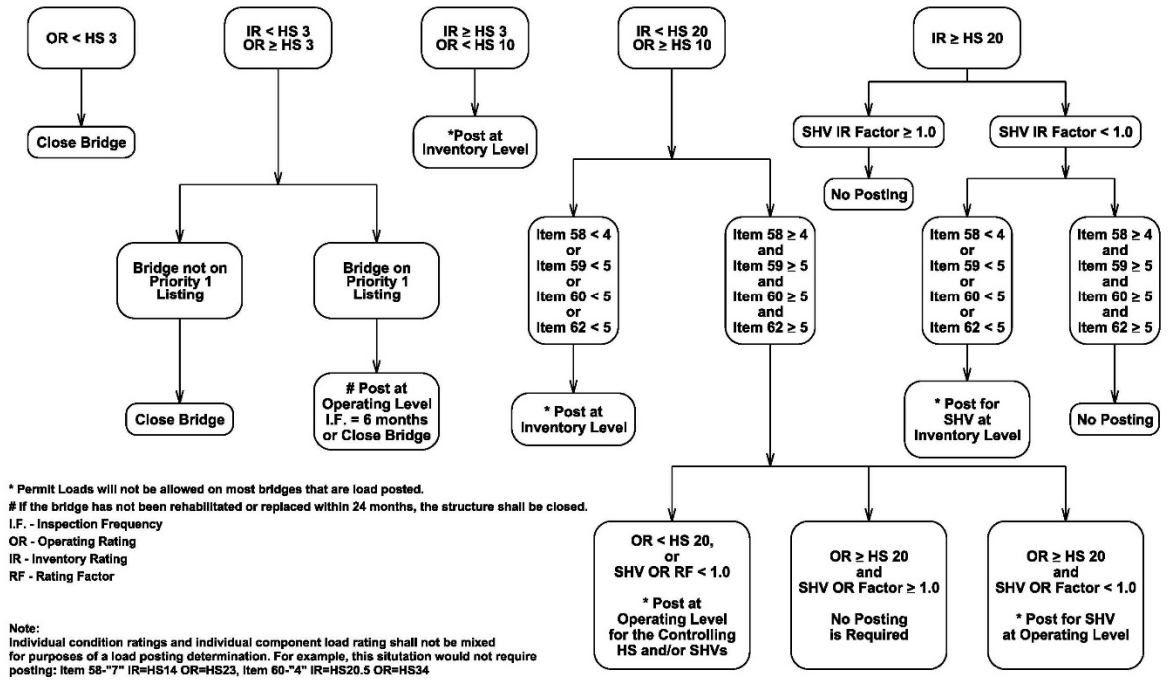 OR < HS 3
IR < HS 3
OR ≥ HS 3
IR ≥ HS 3
OR < HS 10
IR < HS 20
OR ≥ HS 10
IR ≥ HS 20
Close Bridge
*Post at
Inventory Level
SHV IR Factor ≥ 1.0
SHV IR Factor < 1.0
No Posting
Bridge not on
Priority 1
Listing
Bridge on
Priority 1
Listing
Item 58 < 4
or
Item 59 < 5
or
Item 60 < 5
or
Item 62 < 5
Item 58 ≥ 4
and
Item 59 ≥ 5
and
Item 60 ≥ 5
and
Item 62 ≥ 5
Item 58 < 4
or
Item 59 < 5
or
Item 60 < 5
or
Item 62 < 5
Item 58 ≥ 4
and
Item 59 ≥ 5
and
Item 60 ≥ 5
and
Item 62 ≥ 5
Close Bridge
# Post at
Operating Level
I.F. = 6 months
or Close Bridge
* Post at
Inventory Level
* Post for
SHV at
Inventory Level
No Posting
OR < HS 20,
or
SHV OR RF < 1.0
* Post at
Operating Level
for the Controlling
HS and/or SHVs
OR ≥ HS 20
and
SHV OR Factor ≥ 1.0
No Posting
is Required
OR ≥ HS 20
and
SHV OR Factor < 1.0
* Post for SHV
at Operating Level
* Permit Loads will not be allowed on most bridges that are load posted.
# If the bridge has not been rehabilitated or replaced within 24 months, the structure shall be closed.
I.F. - Inspection Frequency
OR - Operating Rating
IR - Inventory Rating
RF - Rating Factor
Note:
Individual condition ratings and individual component load rating shall not be mixed
for purposes of a load posting determination. For example, this situtation would not require
posting: Item 58-"7" IR=HS14 OR=HS23, Item 60-"4" IR=HS20.5 OR=HS34